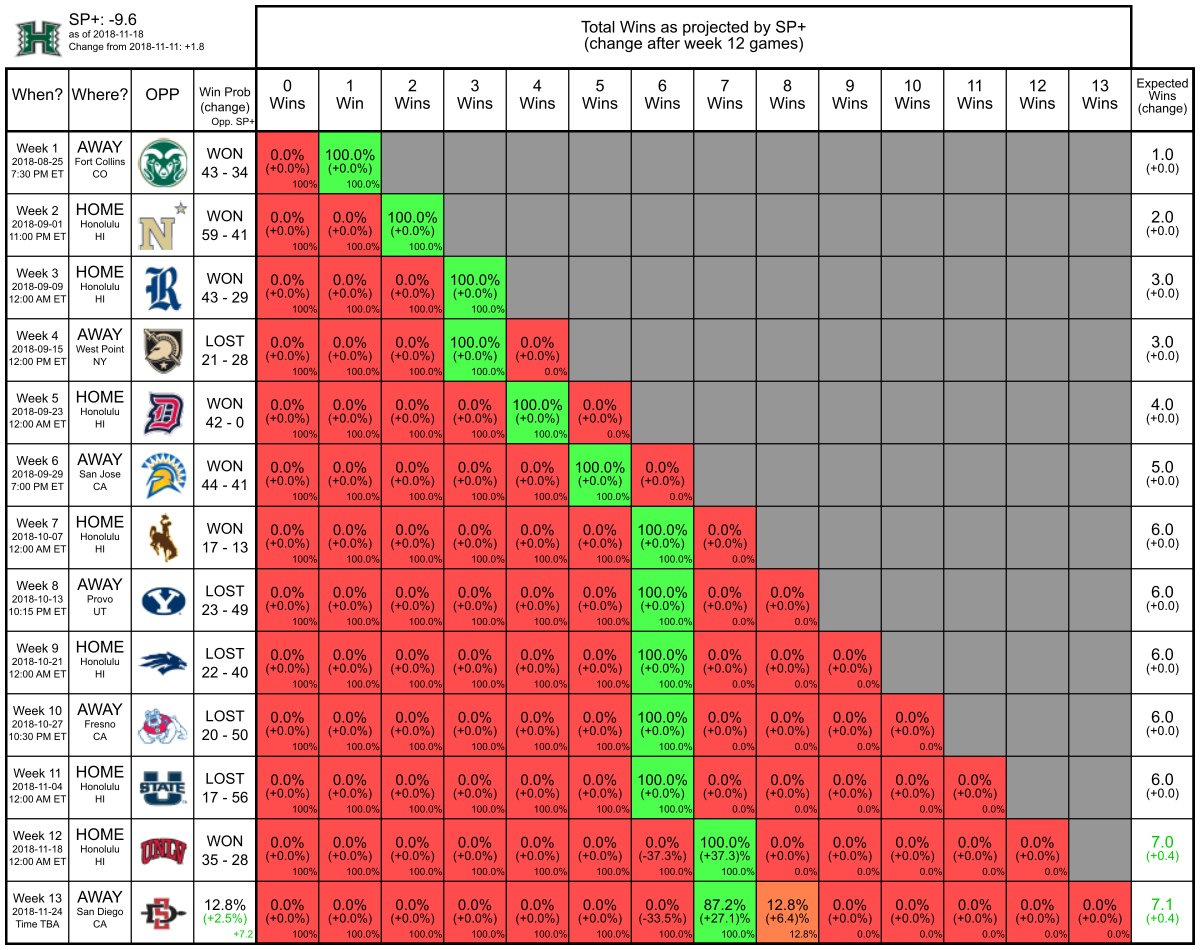 SP+: -9.6
as of 2018-11-18
Change from 2018-11-11: +1.8
Total Wins as projected by SP+
(change after week 12 games)
When? Where? OPP Win Prob 0 1 2 3 4 5 6 7 8 9 10 11 12 13 Expected
(change) Wins Win Wins Wins Wins Wins Wins Wins Wins Wins Wins Wins Wins Wins Wins
Opp. SP+ (change)
Week 1 AWAY WON 0.0% 100.0% 1.0
2018-08-25 Fort Collins 43 - 34 (+0.0%) (+0.0%) (+0.0)
7:30 PM ET CO 100% 100.0%
Week 2 HOME WON 0.0% 0.0% 100.0% 2.0
2018-09-01 Honolulu 59 - 41 (+0.0%) (+0.0%) (+0.0%) (+0.0)
11:00 PM ET HI 100% 100.0% 100.0%
Week 3 HOME WON 0.0% 0.0% 0.0% 100.0% 3.0
2018-09-09 Honolulu 43 - 29 (+0.0%) (+0.0%) (+0.0%) (+0.0%) (+0.0)
12:00 AM ET HI 100% 100.0% 100.0% 100.0%
Week 4 AWAY LOST 0.0% 0.0% 0.0% 100.0% 0.0% 3.0
2018-09-15 West Point 21 - 28 (+0.0%) (+0.0%) (+0.0%) (+0.0%) (+0.0%) (+0.0)
12:00 PM ET NY 100% 100.0% 100.0% 100.0% 0.0%
Week 5 HOME WON 0.0% 0.0% 0.0% 0.0% 100.0% 0.0% 4.0
2018-09-23 Honolulu 42 - 0 (+0.0%) (+0.0%) (+0.0%) (+0.0%) (+0.0%) (+0.0%) (+0.0)
12:00 AM ET HI 100% 100.0% 100.0% 100.0% 100.0% 0.0%
Week 6 AWAY WON 0.0% 0.0% 0.0% 0.0% 0.0% 100.0% 0.0% 5.0
2018-09-29 San Jose 44 - 41 (+0.0%) (+0.0%) (+0.0%) (+0.0%) (+0.0%) (+0.0%) (+0.0%) (+0.0)
7:00 PM ET CA 100% 100.0% 100.0% 100.0% 100.0% 100.0% 0.0%
Week 7 HOME WON 0.0% 0.0% 0.0% 0.0% 0.0% 0.0% 100.0% 0.0% 6.0
2018-10-07 Honolulu 17 - 13 (+0.0%) (+0.0%) (+0.0%) (+0.0%) (+0.0%) (+0.0%) (+0.0%) (+0.0%) (+0.0)
12:00 AM ET HI 100% 100.0% 100.0% 100.0% 100.0% 100.0% 100.0% 0.0%
Week 8 AWAY LOST 0.0% 0.0% 0.0% 0.0% 0.0% 0.0% 100.0% 0.0% 0.0% 6.0
2018-10-13 Provo 23 - 49 (+0.0%) (+0.0%) (+0.0%) (+0.0%) (+0.0%) (+0.0%) (+0.0%) (+0.0%) (+0.0%) (+0.0)
10:15 PM ET UT 100% 100.0% 100.0% 100.0% 100.0% 100.0% 100.0% 0.0% 0.0%
Week 9 HOME LOST 0.0% 0.0% 0.0% 0.0% 0.0% 0.0% 100.0% 0.0% 0.0% 0.0% 6.0
2018-10-21 Honolulu 22 - 40 (+0.0%) (+0.0%) (+0.0%) (+0.0%) (+0.0%) (+0.0%) (+0.0%) (+0.0%) (+0.0%) (+0.0%) (+0.0)
12:00 AM ET HI 100% 100.0% 100.0% 100.0% 100.0% 100.0% 100.0% 0.0% 0.0% 0.0%
Week 10 AWAY LOST 0.0% 0.0% 0.0% 0.0% 0.0% 0.0% 100.0% 0.0% 0.0% 0.0% 0.0% 6.0
2018-10-27 Fresno 20 - 50 (+0.0%) (+0.0%) (+0.0%) (+0.0%) (+0.0%) (+0.0%) (+0.0%) (+0.0%) (+0.0%) (+0.0%) (+0.0%) (+0.0)
10:30 PM ET CA 100% 100.0% 100.0% 100.0% 100.0% 100.0% 100.0% 0.0% 0.0% 0.0% 0.0%
Week 11 HOME STATE LOST 0.0% 0.0% 0.0% 0.0% 0.0% 0.0% 100.0% 0.0% 0.0% 0.0% 0.0% 0.0% 6.0
2018-11-04 Honolulu 17 - 56 (+0.0%) (+0.0%) (+0.0%) (+0.0%) (+0.0%) (+0.0%) (+0.0%) (+0.0%) (+0.0%) (+0.0%) (+0.0%) (+0.0%) (+0.0)
12:00 AM ET HI 100% 100.0% 100.0% 100.0% 100.0% 100.0% 100.0% 0.0% 0.0% 0.0% 0.0% 0.0%
Week 12 HOME UNLV WON 0.0% 0.0% 0.0% 0.0% 0.0% 0.0% 0.0% 100.0% 0.0% 0.0% 0.0% 0.0% 0.0% 7.0
2018-11-18 Honolulu 35 - 28 (+0.0%) (+0.0%) (+0.0%) (+0.0%) (+0.0%) (+0.0%) (-37.3%) (+37.3)% (+0.0%) (+0.0%) (+0.0%) (+0.0%) (+0.0%) (+0.4)
12:00 AM ET HI 100% 100.0% 100.0% 100.0% 100.0% 100.0% 100.0% 100.0% 0.0% 0.0% 0.0% 0.0% 0.0%
Week 13 AWAY SD 12.8% 0.0% 0.0% 0.0% 0.0% 0.0% 0.0% 0.0% 87.2% 12.8% 0.0% 0.0% 0.0% 0.0% 0.0% 7.1
2018-11-24 San Diego (+2.5%) (+0.0%) (+0.0%) (+0.0%) (+0.0%) (+0.0%) (+0.0%) (-33.5%) (+27.1)% (+6.4)% (+0.0%) (+0.0%) (+0.0%) (+0.0%) (+0.0%) (+0.4)
Time TBA CA +7.2 100% 100.0% 100.0% 100.0% 100.0% 100.0% 100.0% 100.0% 12.8% 0.0% 0.0% 0.0% 0.0% 0.0%